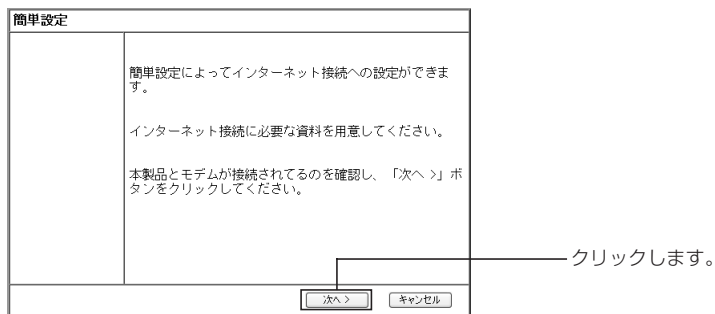 簡単設定
簡単設定によってインターネット接続への設定ができま
す。
インターネット接続に必要な資料を用意してください。
本製品とモデムが接続されてるのを確認し、「次へ >」ボ
タンをクリックしてください。
クリックします。
次へ >
キャンセル